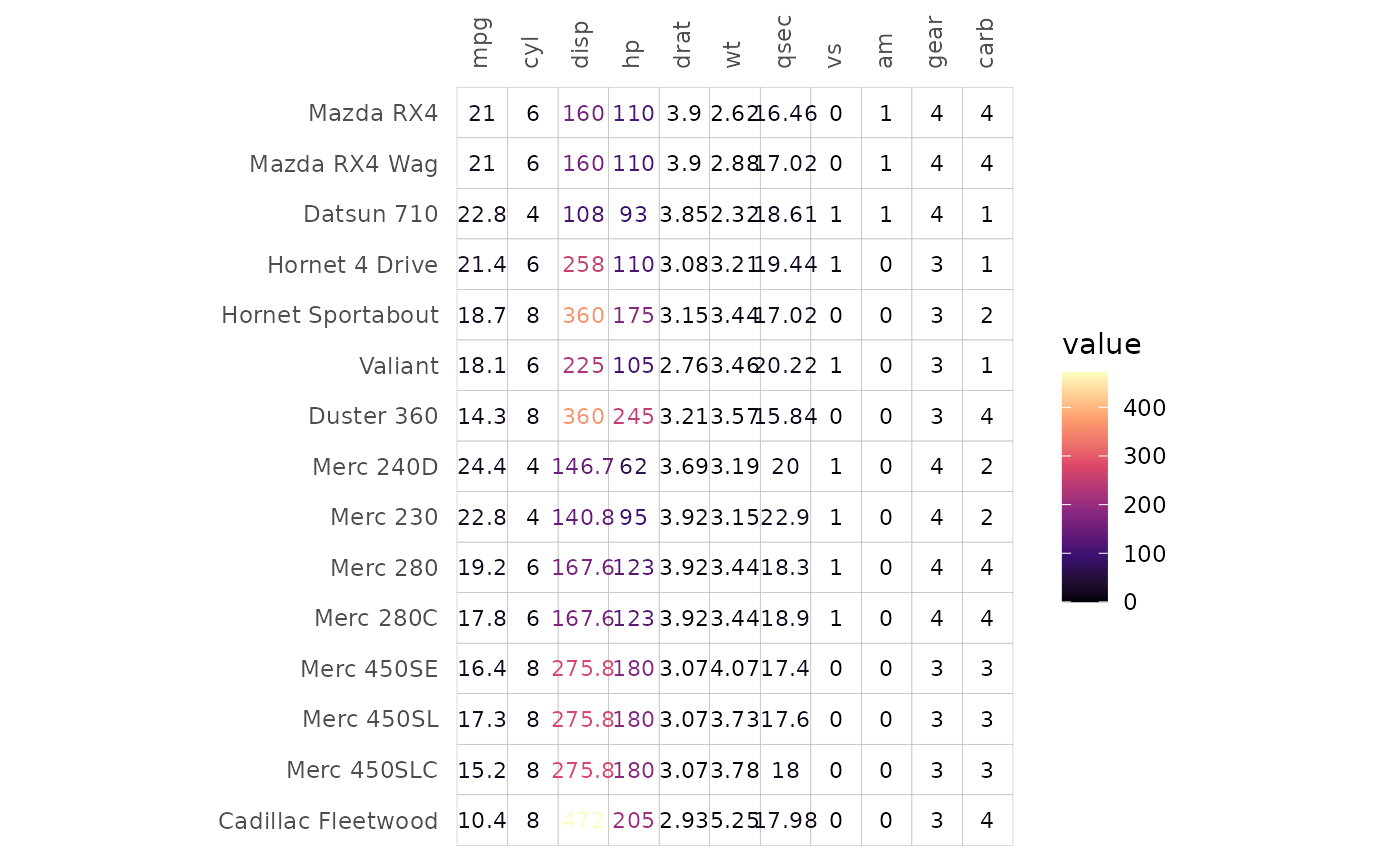 mpg cyl disp hp drat wt qsec vs am gear carb
Mazda RX4 21 6 160 110 3.9 2.62 16.46 0 1 4 4
Mazda RX4 Wag 21 6 160 110 3.9 2.88 17.02 0 1 4 4
Datsun 710 22.8 4 108 93 3.85 2.32 18.61 1 1 4 1
Hornet 4 Drive 21.4 6 258 110 3.08 3.21 19.44 1 0 3 1
Hornet Sportabout 18.7 8 360 175 3.15 3.44 17.02 0 0 3 2
value
Valiant 18.1 6 225 105 2.76 3.46 20.22 1 0 3 1
Duster 360 14.3 8 360 245 3.21 3.57 15.84 0 0 3 4
400
Merc 240D 24.4 4 146.7 62 3.69 3.19 20 1 0 4 2
300
Merc 230 22.8 4 140.8 95 3.92 3.15 22.9 1 0 4 2
200
Merc 280 19.2 6 167.6 123 3.92 3.44 18.3 1 0 4 4
100
Merc 280C 17.8 6 167.6 123 3.92 3.44 18.9 1 0 4 4
0
Merc 450SE 16.4 8 275.8 180 3.07 4.07 17.4 0 0 3 3
Merc 450SL 17.3 8 275.8 180 3.07 3.73 17.6 0 0 3 3
Merc 450SLC 15.2 8 275.8 180 3.07 3.78 18 0 0 3 3
Cadillac Fleetwood 10.4 8 472 205 2.93 5.25 17.98 0 0 3 4